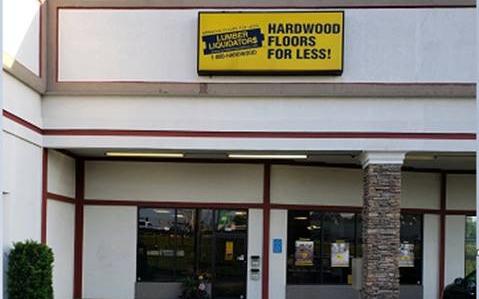 LUMBER
LIQUIDATORS
1-800-HARDWOOD
HARDWOOD
FLOORS
FOR LESS!